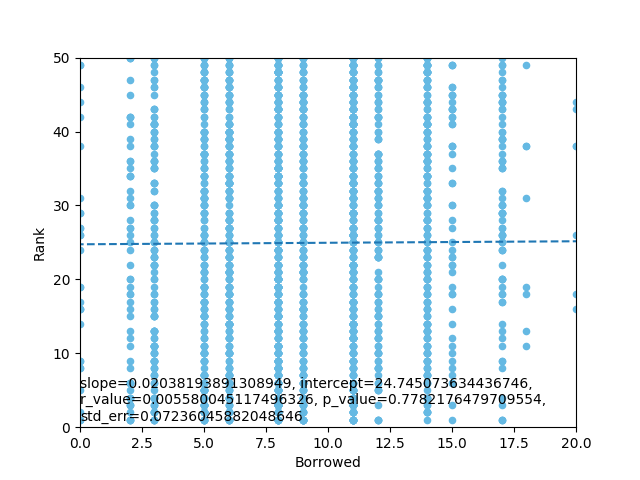 50
40
30
20
10
0
Rank
slope=0.02038193891308949, intercept=24.745073634436746,
r_value=0.005580045117496326, p_value=0.7782176479709554,
std_err=0.07236045882048646
0.0 2.5 5.0 7.5 10.0 12.5 15.0 17.5 20.0
Borrowed